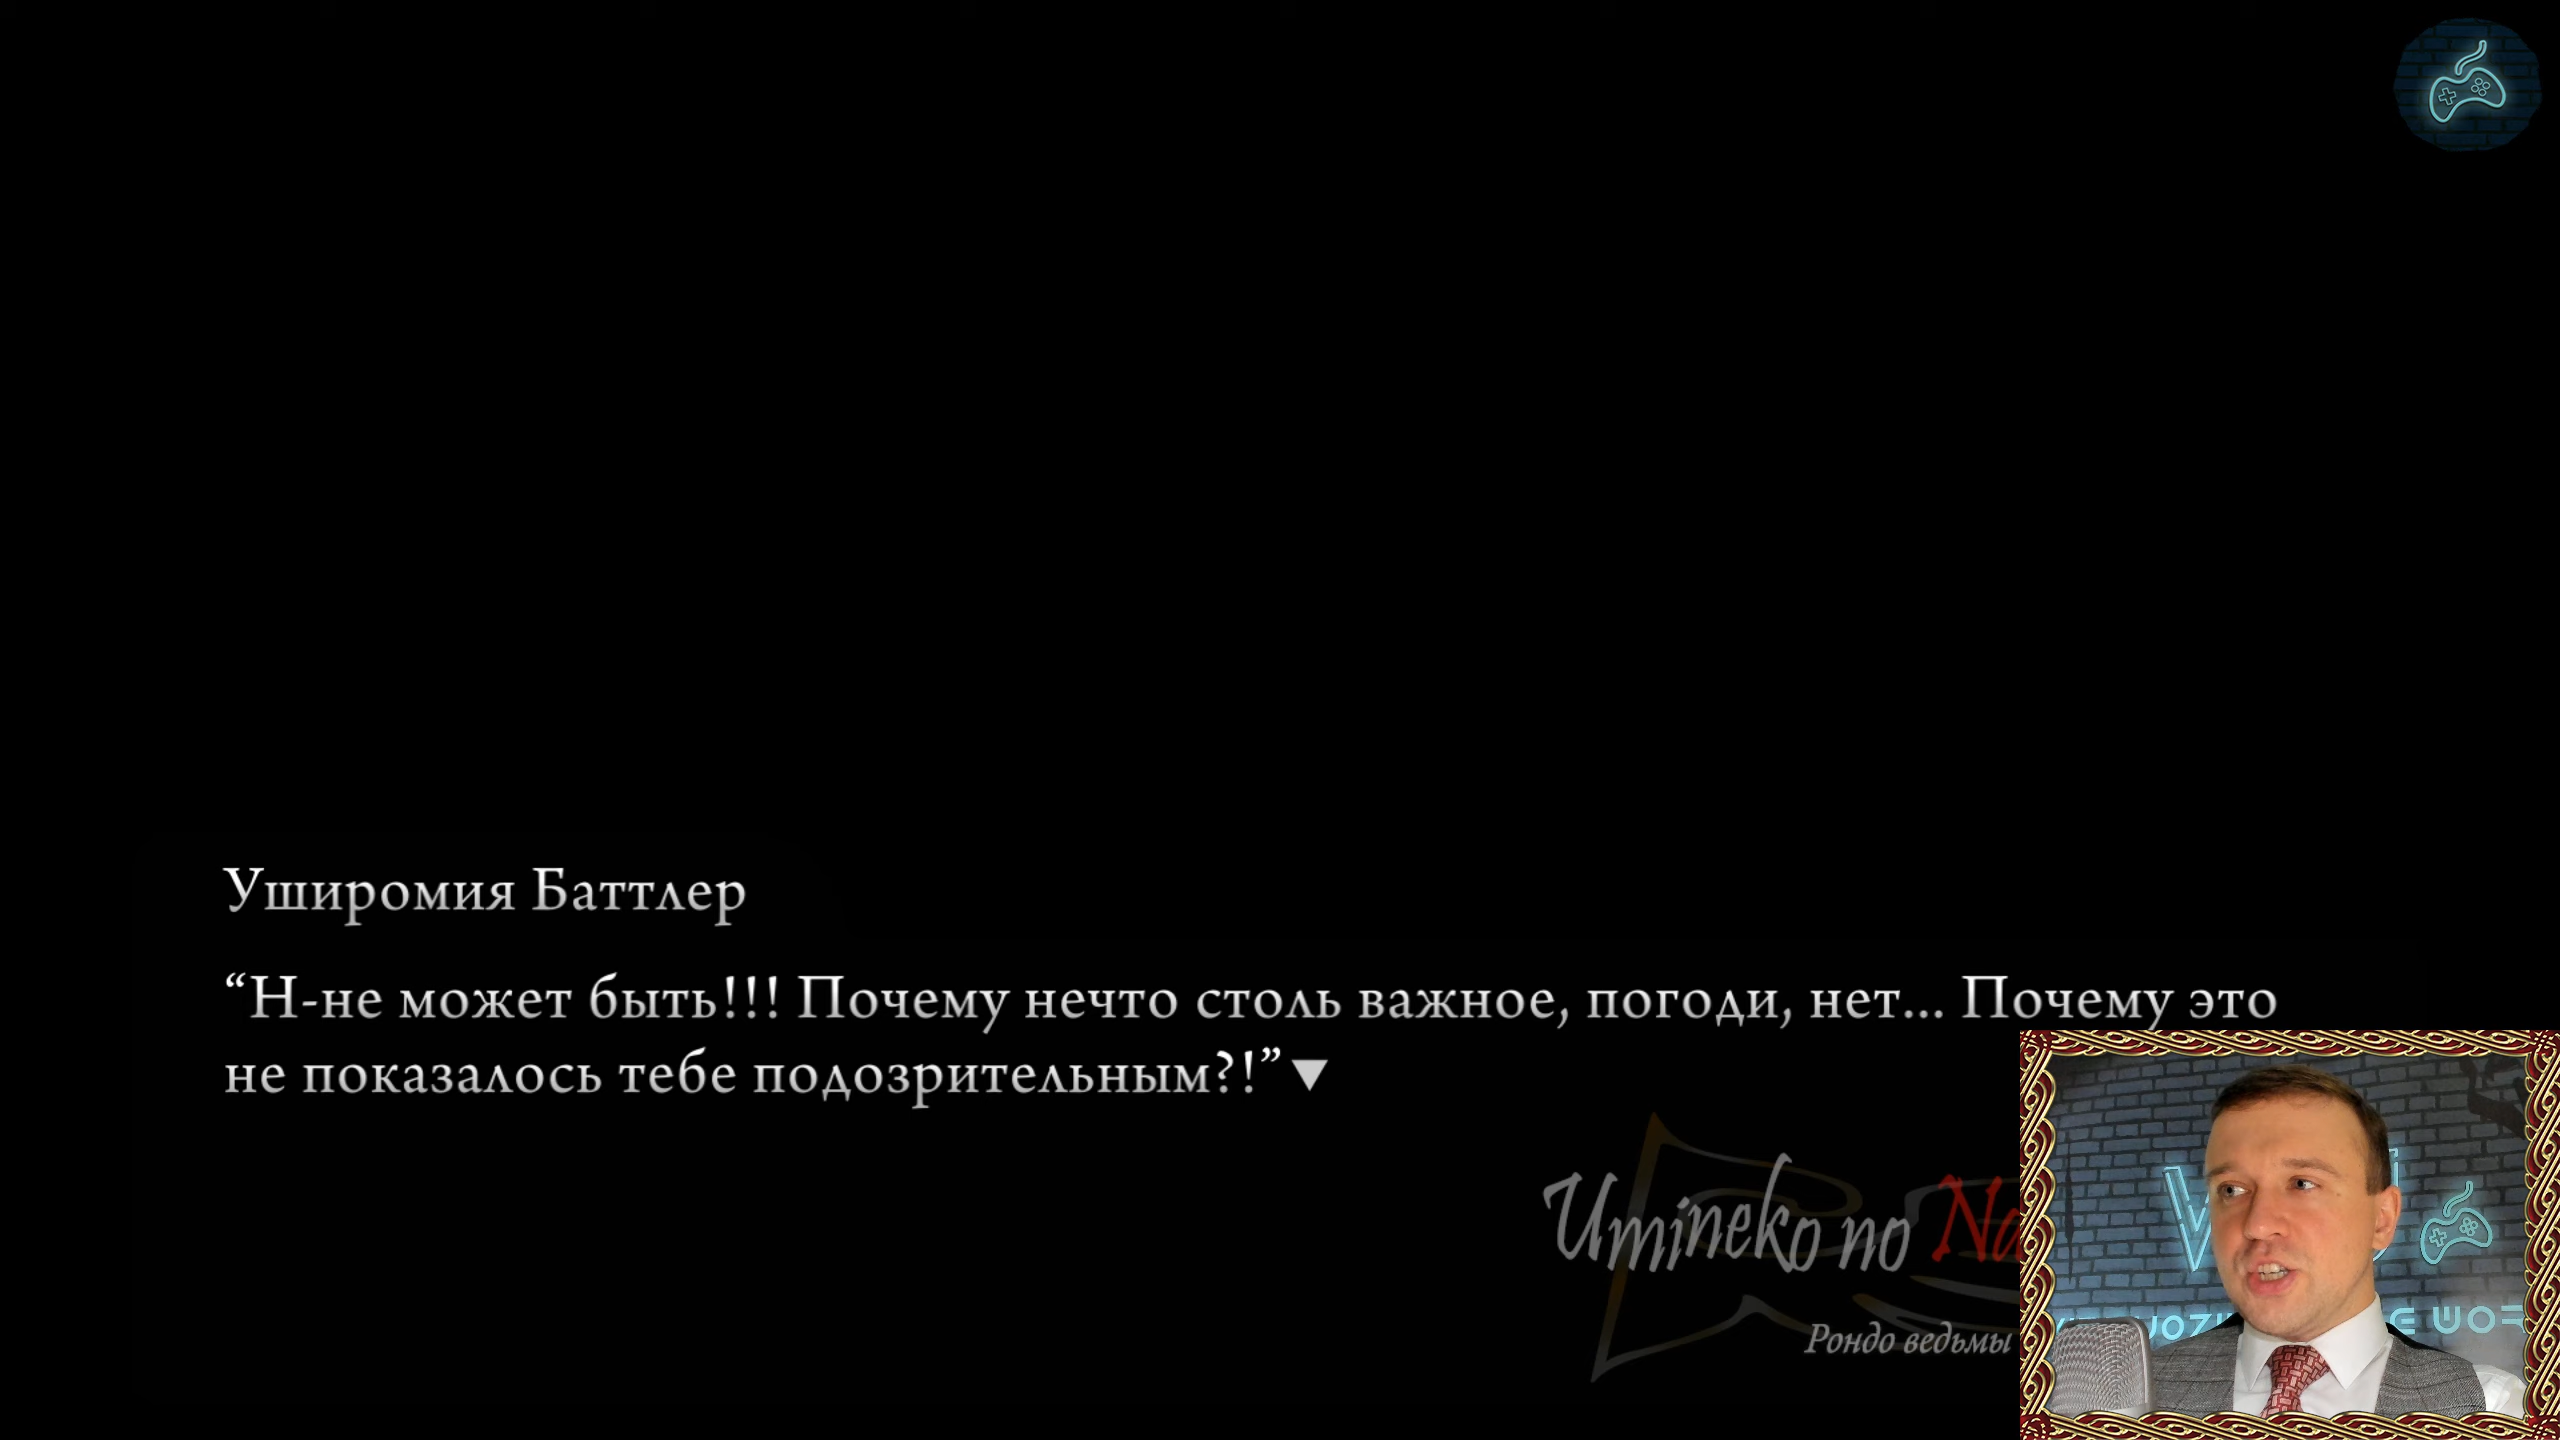 Уширомия Баттлер
“Н-не может быть!!! Почему нечто столь важное, погоди, нет... Почему это
не показалось тебе подозрительным?!”
Umineko no Na
Рондо ведьмы